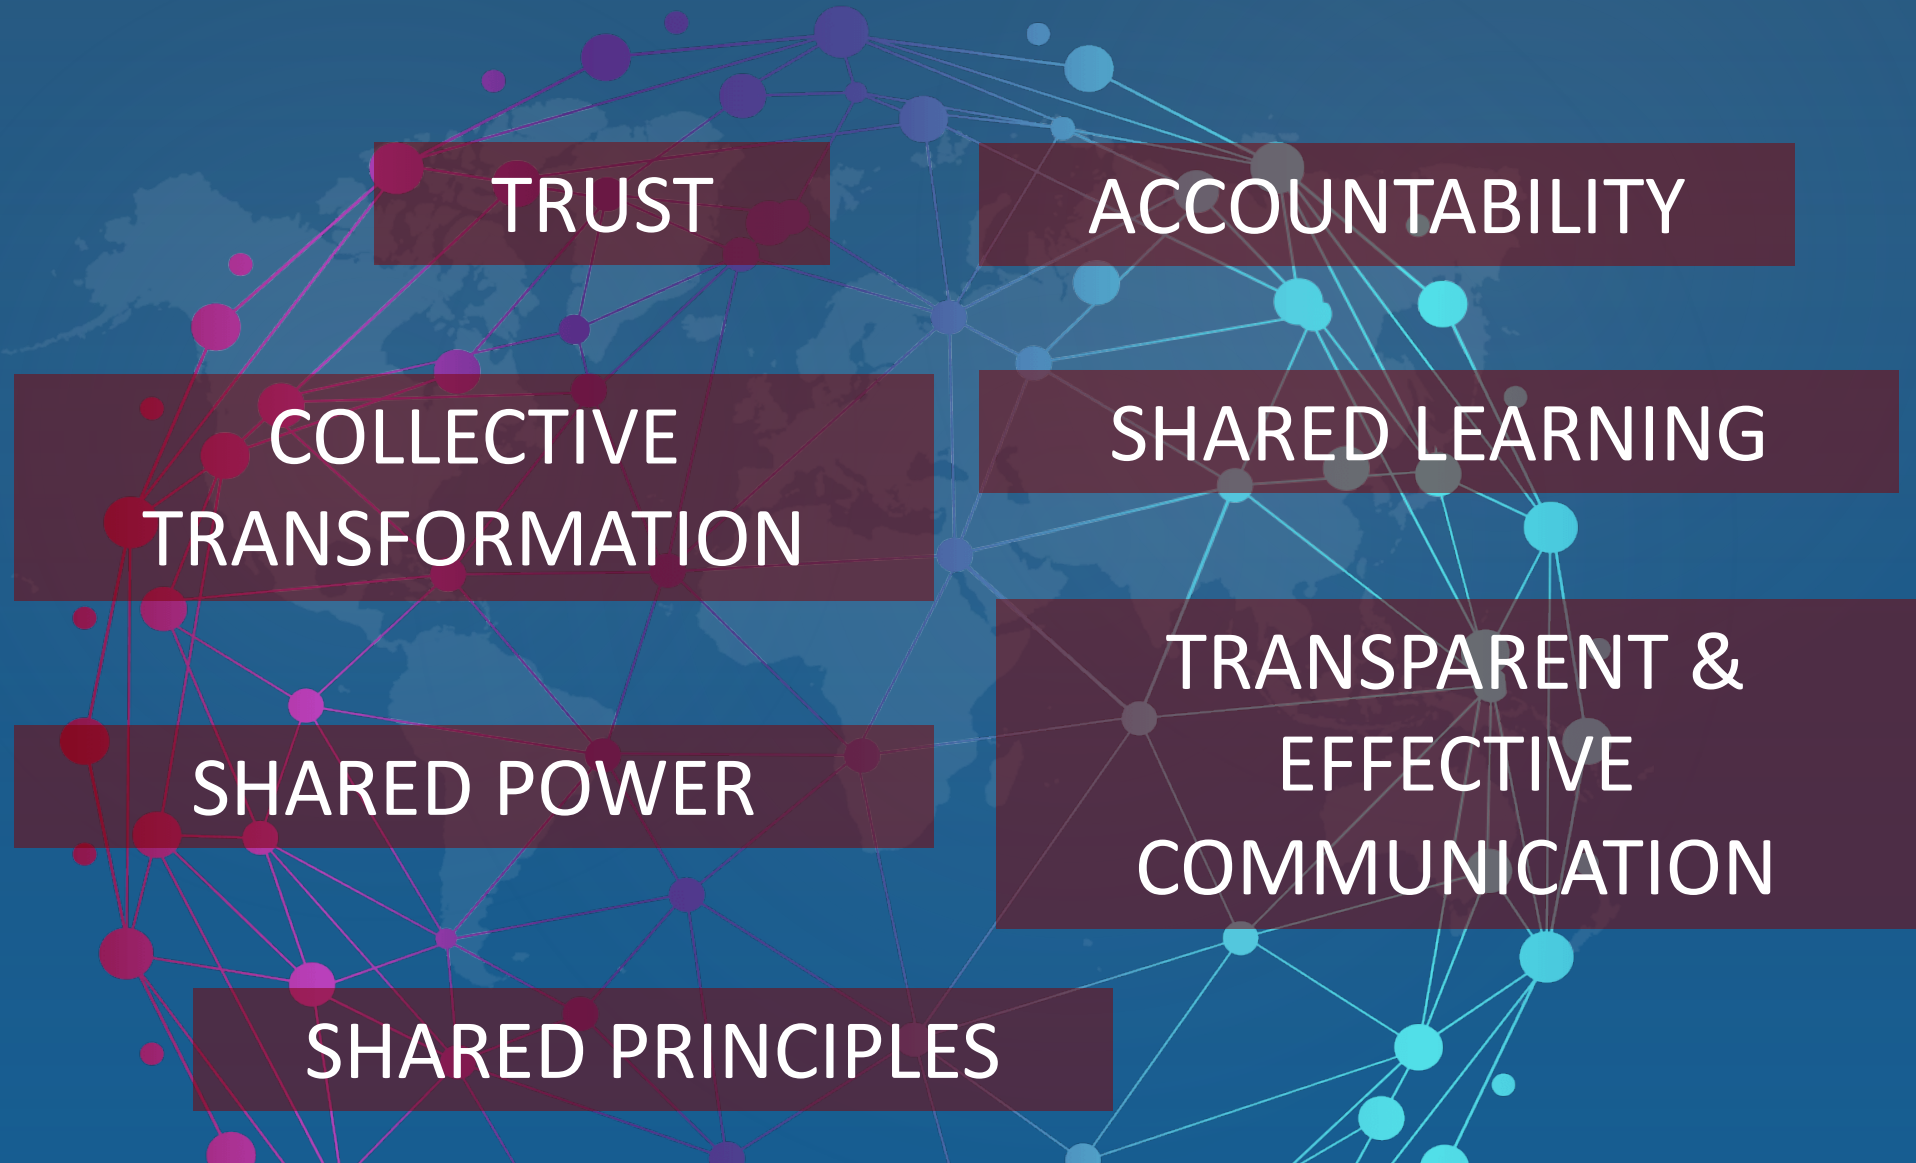 TRUST
ACCOUNTABILITY
COLLECTIVE
TRANSFORMATION
SHARED LEARNING
SHARED POWER
TRANSPARENT &
EFFECTIVE
COMMUNICATION
SHARED PRINCIPLES